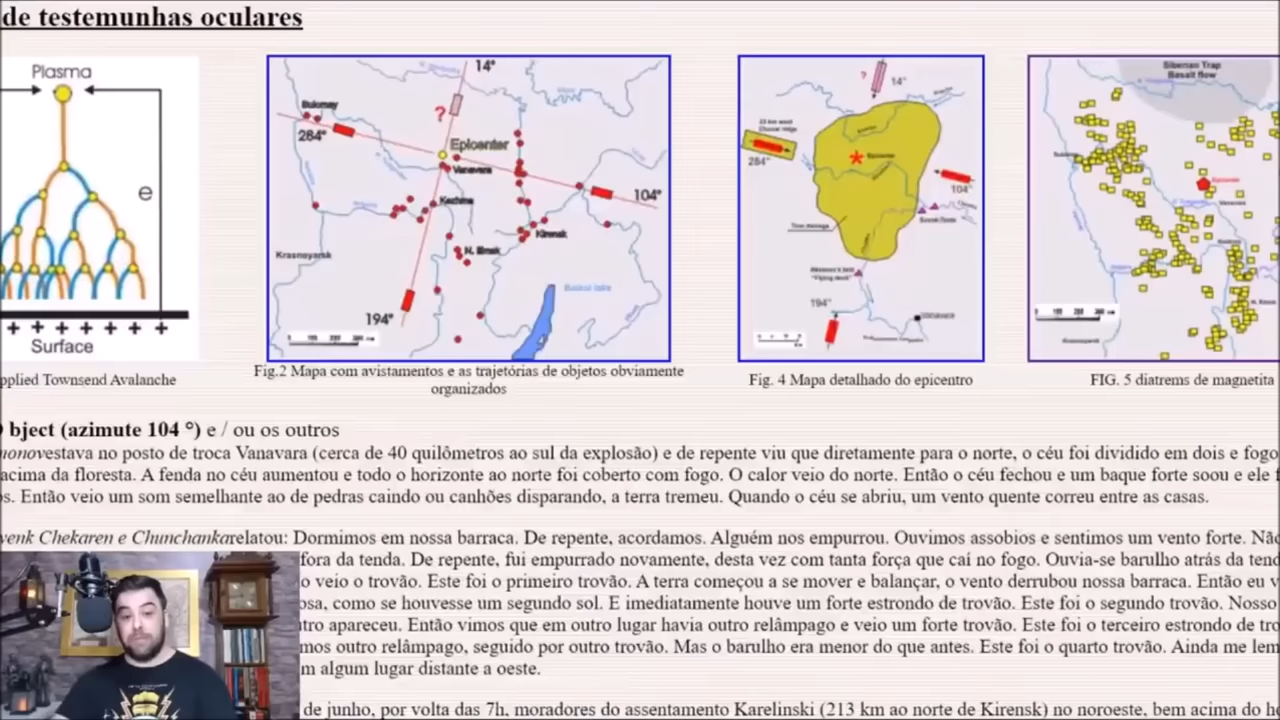 de testemunhas oculares
Plasma
e
+ + + + + + +
Surface
14°
?
284°
Epicenter
Vanavara
104°
Kezhma
Kirensk
N. Ilimsk
Krasnoyarsk
Baikal lake
194°
?
14°
284°
Epicenter
104°
194°
Siberian Trap
Basalt flow
Epicenter
pplied Townsend Avalanche
Fig.2 Mapa com avistamentos e as trajetórias de objetos obviamente
organizados
Fig. 4 Mapa detalhado do epicentro
FIG. 5 diatrems de magnetita
bject (azimute 104 °) e / ou os outros
monovestava no posto de troca Vanavara (cerca de 40 quilômetros ao sul da explosão) e de repente viu que diretamente para o norte, o céu foi dividido em dois e fogo
acima da floresta. A fenda no céu aumentou e todo o horizonte ao norte foi coberto com fogo. O calor veio do norte. Então o céu fechou e um baque forte soou e ele
s. Então veio um som semelhante ao de pedras caindo ou canhões disparando, a terra tremeu. Quando o céu se abriu, um vento quente correu entre as casas.
venk Chekaren e Chunchankarelatou: Dormimos em nossa barraca. De repente, acordamos. Alguém nos empurrou. Ouvimos assobios e sentimos um vento forte.
fora da tenda. De repente, fui empurrado novamente, desta vez com tanta força que caí no fogo. Ouvia-se barulho atrás da
o veio o trovão. Este foi o primeiro trovão. A terra começou a se mover e balançar, o vento derrubou nossa barraca. Então eu
osa, como se houvesse um segundo sol. E imediatamente houve um forte estrondo de trovão. Este foi o segundo trovão. Nosso
tro apareceu. Então vimos que em outro lugar havia outro relâmpago e veio um forte trovão. Este foi o terceiro estrondo de
mos outro relâmpago, seguido por outro trovão. Mas o barulho era menor do que antes. Este foi o quarto trovão. Ainda me
m algum lugar distante a oeste.
de junho, por volta das 7h, moradores do assentamento Karelinski (213 km ao norte de Kirensk) no noroeste, bem acima do